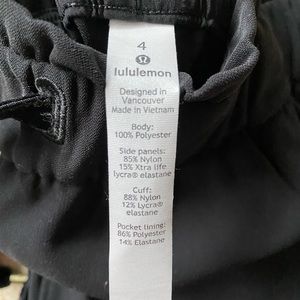 4
lululemon
Designed in
Vancouver
Made in Vietnam
Body:
100% Polyester
Side panels:
85% Nylon
15% Xtra life
lycra® elastane
Cuff:
88% Nylon
12% Lycra®
elastane
Pocket lining:
86% Polyester
14% Elastane